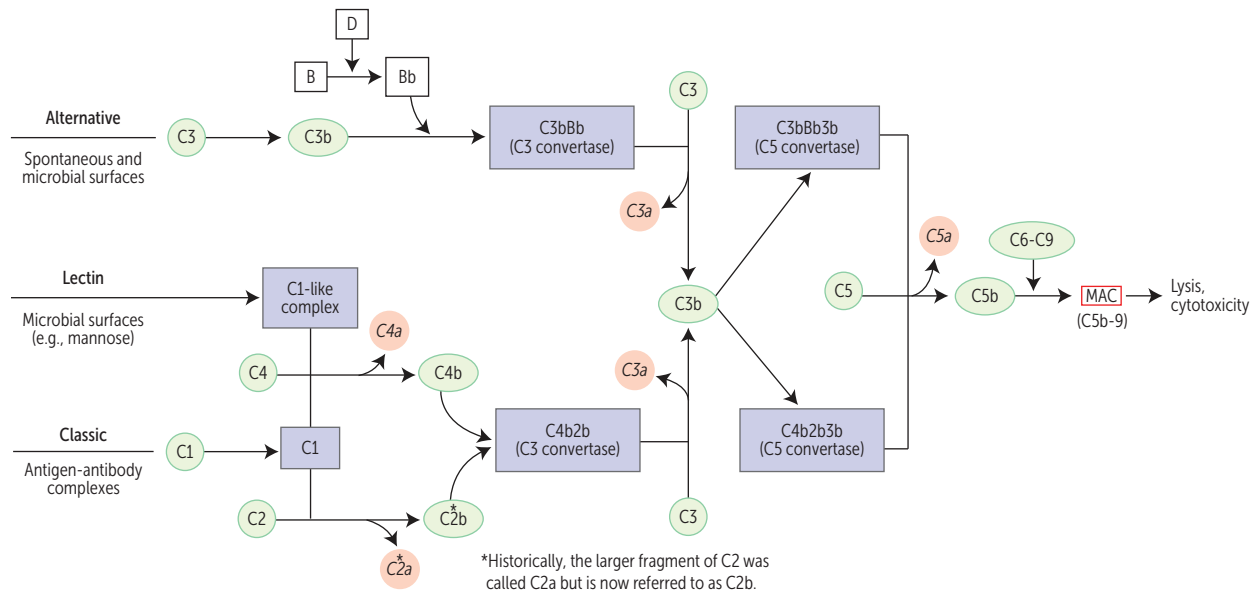 D
B
Bb
Alternative
C3
C3b
C3bBb
(C3 convertase)
C3
C3bBb3b
(C5 convertase)
Spontaneous and
microbial surfaces
C3a
C5a
C6-C9
Lectin
C1-like
complex
C3b
C5
C5b
MAC
(C5b-9)
Lysis,
cytotoxicity
Microbial surfaces
(e.g., mannose)
C4a
C4
C4b
C3a
Classic
C1
C1
C4b2b
(C3 convertase)
C4b2b3b
(C5 convertase)
Antigen-antibody
complexes
C2
C2b*
C3
C2a*
*Historically, the larger fragment of C2 was
called C2a but is now referred to as C2b.